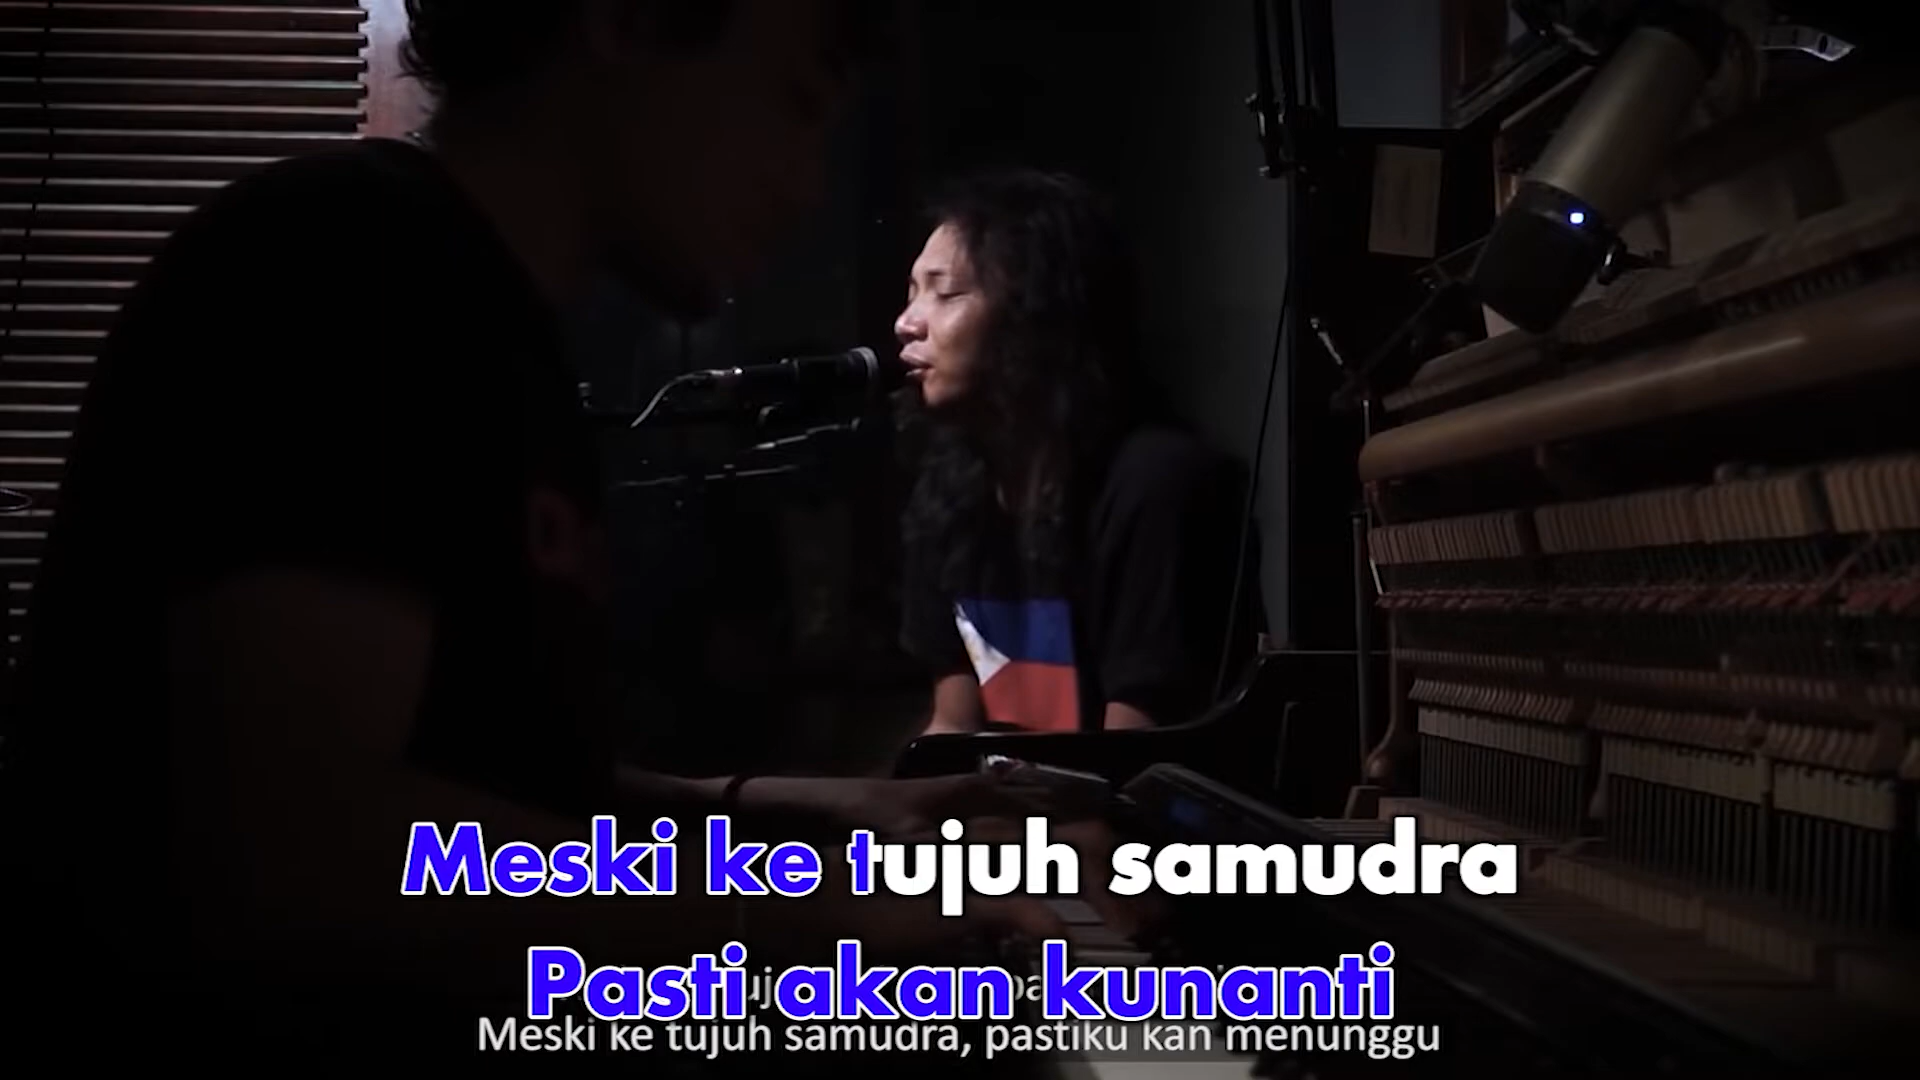 Meski ke tujuh samudra
Pasti akan kunanti
Meski ke tujuh samudra, pastiku kan menunggu